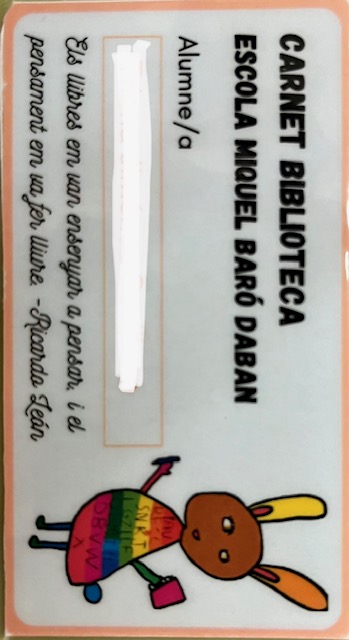 CARNET BIBLIOTECA
ESCOLA MIQUEL BARÓ DABAN
Alumne/a
Els llibres em van ensenyar a pensar, i el
pensament em va fer lliure. -Ricardo León